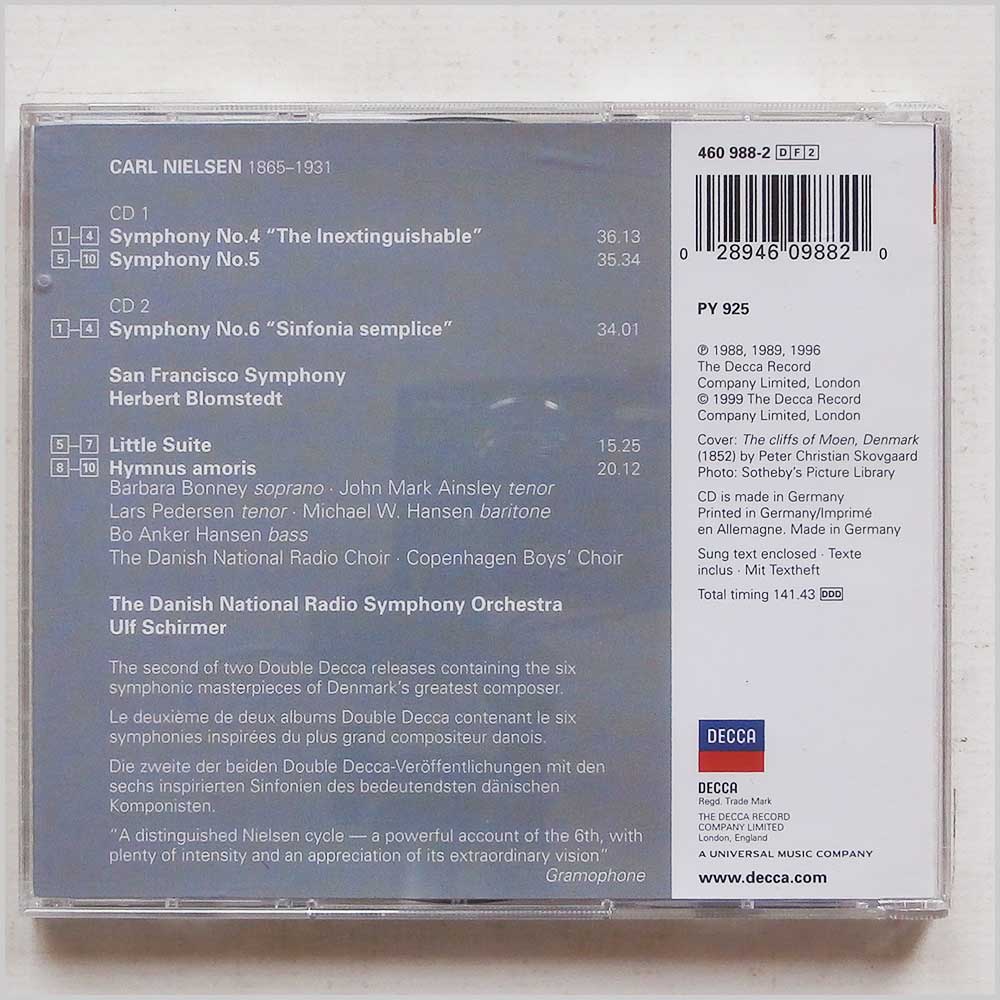 CARL NIELSEN 1865–1931
CD 1
1–4 Symphony No.4 “The Inextinguishable” 36.13
5–10 Symphony No.5 35.34
CD 2
1–4 Symphony No.6 “Sinfonia semplice” 34.01
San Francisco Symphony
Herbert Blomstedt
5–7 Little Suite 15.25
8–10 Hymnus amoris 20.12
Barbara Bonney soprano · John Mark Ainsley tenor
Lars Pedersen tenor · Michael W. Hansen baritone
Bo Anker Hansen bass
The Danish National Radio Choir · Copenhagen Boys’ Choir
The Danish National Radio Symphony Orchestra
Ulf Schirmer
The second of two Double Decca releases containing the six
symphonic masterpieces of Denmark’s greatest composer.
Le deuxième de deux albums Double Decca contenant le six
symphonies inspirées du plus grand compositeur danois.
Die zweite der beiden Double Decca-Veröffentlichungen mit den
sechs inspirierten Sinfonien des bedeutendsten dänischen
Komponisten.
“A distinguished Nielsen cycle — a powerful account of the 6th, with
plenty of intensity and an appreciation of its extraordinary vision”
Gramophone
460 988-2 DF2
0 28946 09882 0
PY 925
℗ 1988, 1989, 1996
The Decca Record
Company Limited, London
© 1999 The Decca Record
Company Limited, London
Cover: The cliffs of Moen, Denmark
(1852) by Peter Christian Skovgaard
Photo: Sotheby’s Picture Library
CD is made in Germany
Printed in Germany/Imprimé
en Allemagne. Made in Germany
Sung text enclosed · Texte
inclus · Mit Textheft
Total timing 141.43 DDD
DECCA
DECCA
Regd. Trade Mark
THE DECCA RECORD
COMPANY LIMITED
London, England
A UNIVERSAL MUSIC COMPANY
www.decca.com